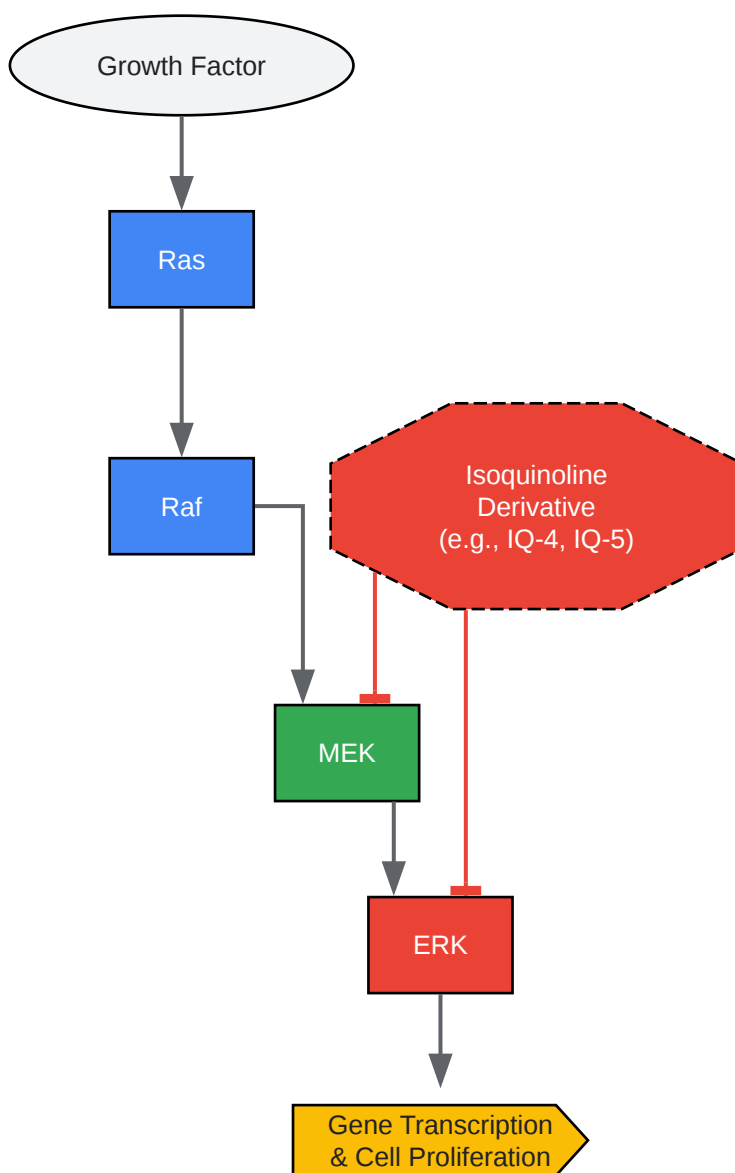 Growth Factor
Ras
Raf
Isoquinoline
Derivative
(e.g., IQ-4, IQ-5)
MEK
ERK
Gene Transcription
& Cell Proliferation